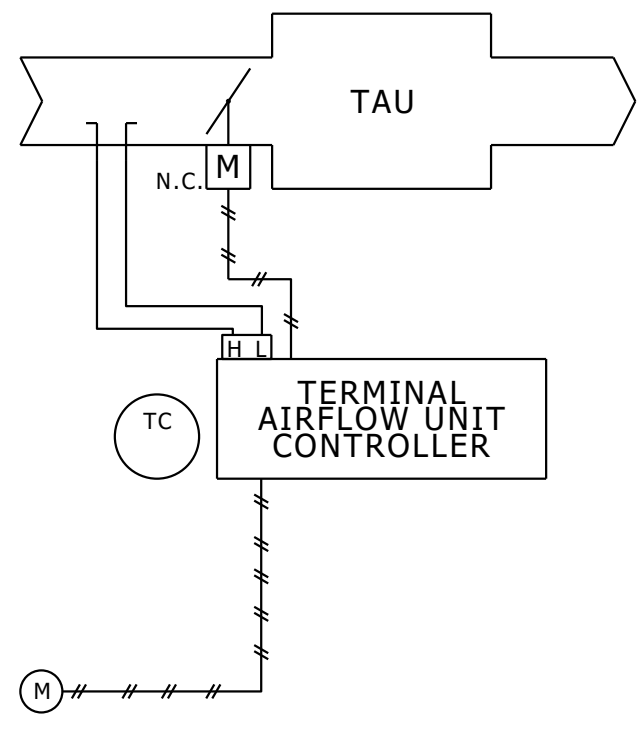 TAU
M
N.C.
H L
TERMINAL
AIRFLOW UNIT
CONTROLLER
TC
M